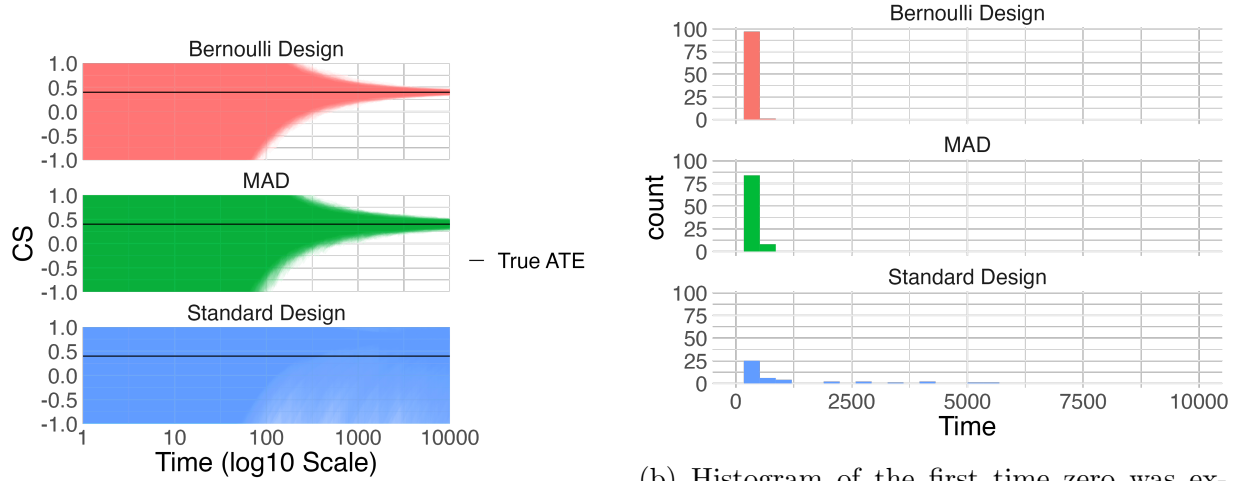 Bernoulli Design
1.0
0.5
0.0
-0.5
-1.0
MAD
1.0
0.5
0.0
-0.5
-1.0
Standard Design
1.0
0.5
0.0
-0.5
-1.0
1 10 100 1000 10000
Time (log10 Scale)
CS
True ATE
Bernoulli Design
100
75
50
25
0
MAD
100
75
50
25
0
Standard Design
100
75
50
25
0
0 2500 5000 7500 10000
Time
count
(b) Histogram of the first time zero was ex-